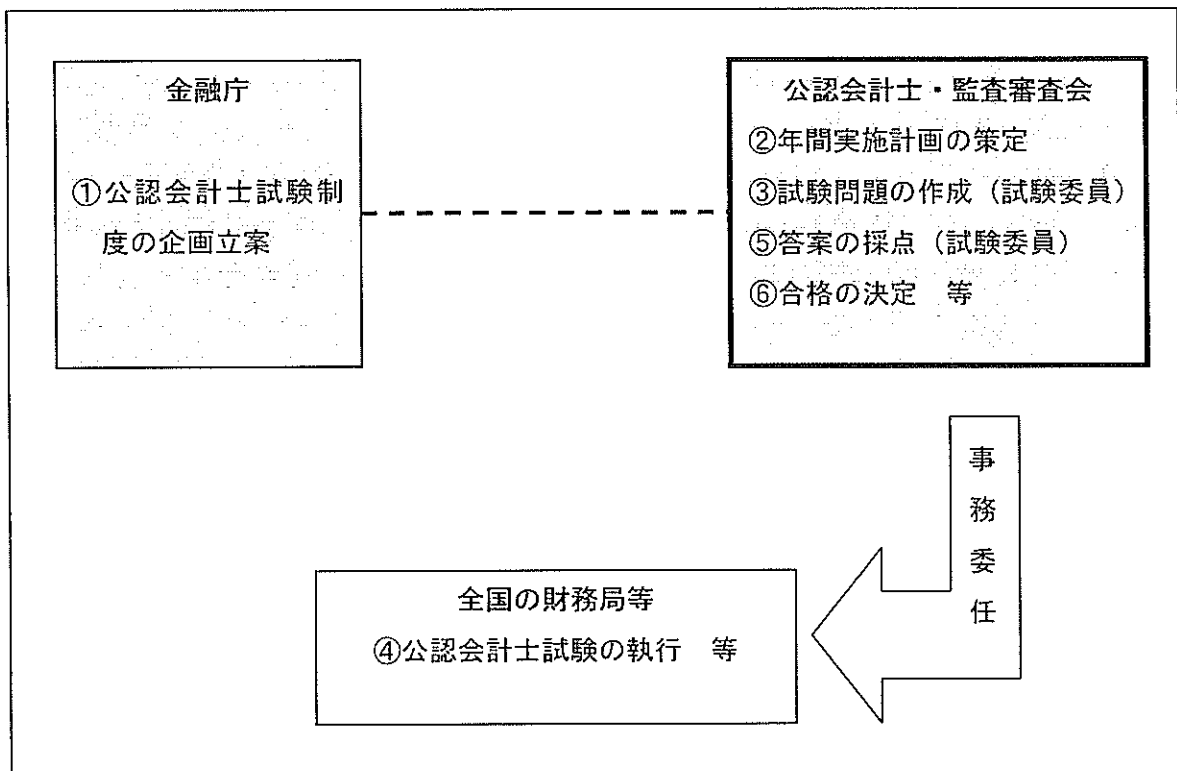 金融庁
①公認会計士試験制
度の企画立案
公認会計士・監査審査会
②年間実施計画の策定
③試験問題の作成（試験委員）
⑤答案の採点（試験委員）
⑥合格の決定　等
事務委任
全国の財務局等
④公認会計士試験の執行　等